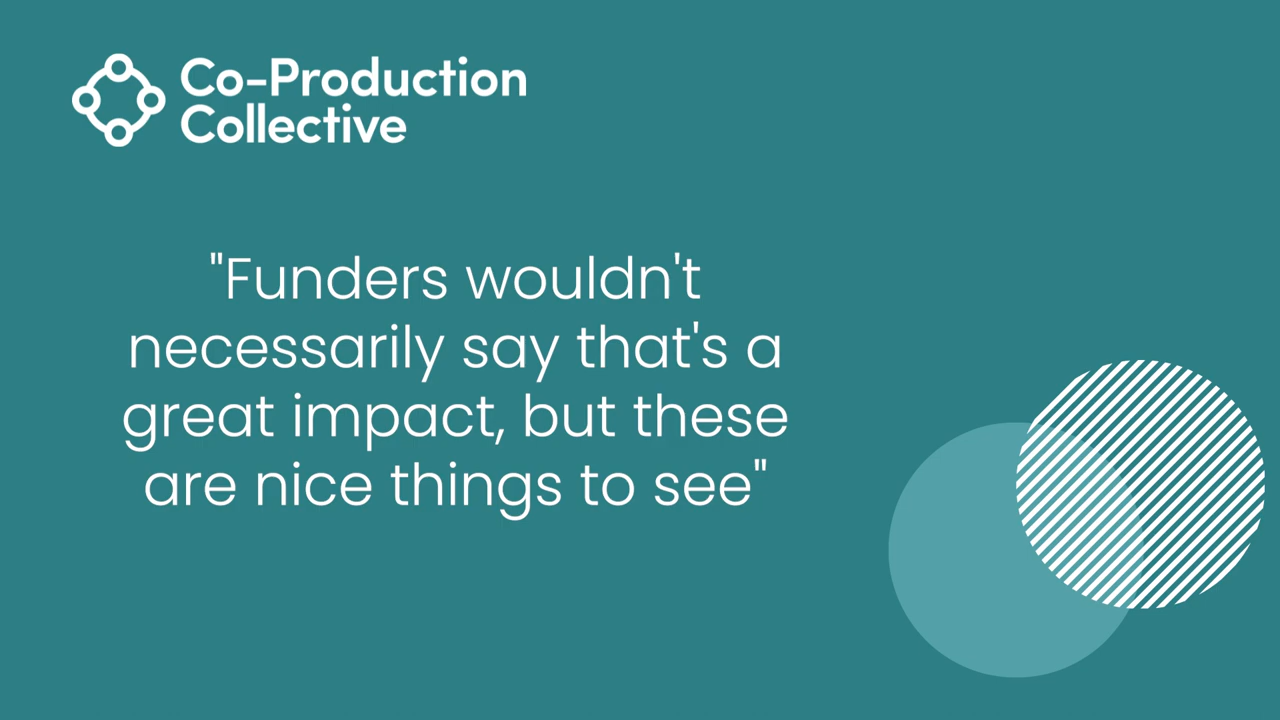 Co-Production
Collective
"Funders wouldn't
necessarily say that's a
great impact, but these
are nice things to see"